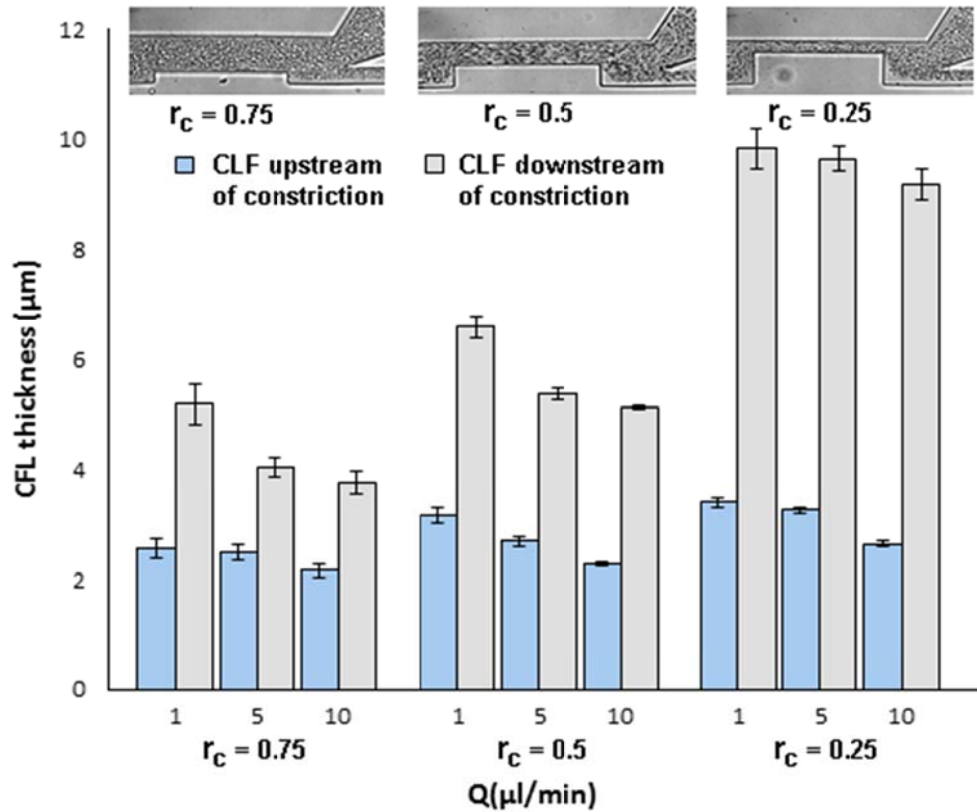 12
10
8
6
4
2
0
CFL thickness (µm)
r_c = 0.75
r_c = 0.5
r_c = 0.25
CLF upstream
of constriction
CLF downstream
of constriction
1 5 10 1 5 10 1 5 10
r_c = 0.75 r_c = 0.5 r_c = 0.25
Q(µl/min)